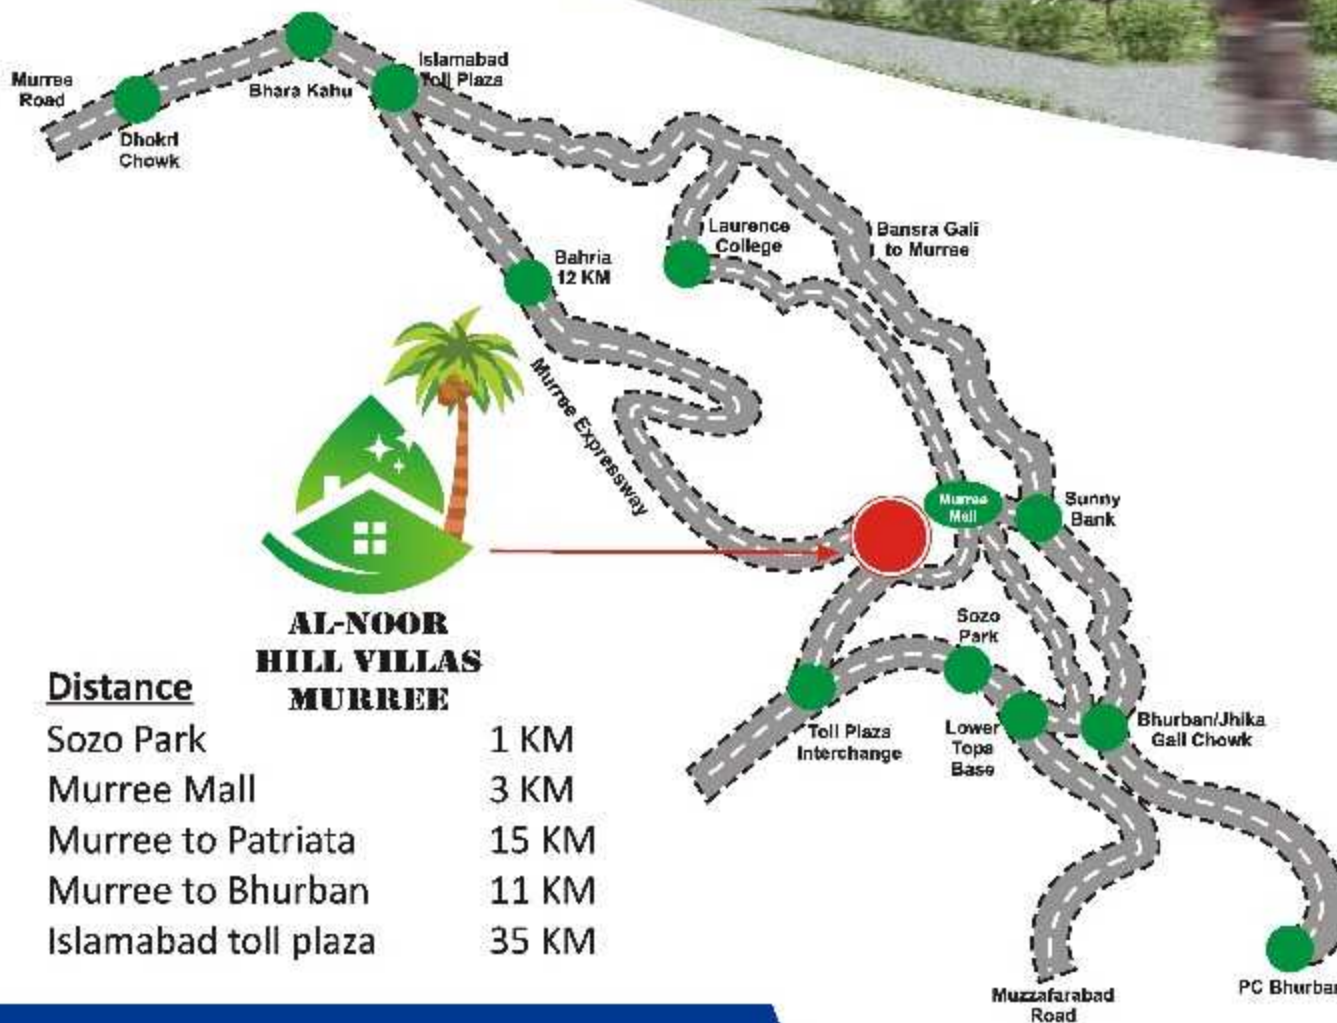 Murree
Road
Dhokri
Chowk
Bhara Kahu
Islamabad
Toll Plaza
Laurence
College
Bansra Gali
to Murree
Bahria
12 KM
Murree Expressway
Murree
Mall
Sunny
Bank
AL-NOOR
HILL VILLAS
MURREE
Sozo
Park
Toll Plaza
Interchange
Lower
Topa
Base
Bhurban/Jhika
Gali Chowk
Distance
Sozo Park 1 KM
Murree Mall 3 KM
Murree to Patriata 15 KM
Murree to Bhurban 11 KM
Islamabad toll plaza 35 KM
Muzzafarabad
Road
PC Bhurban